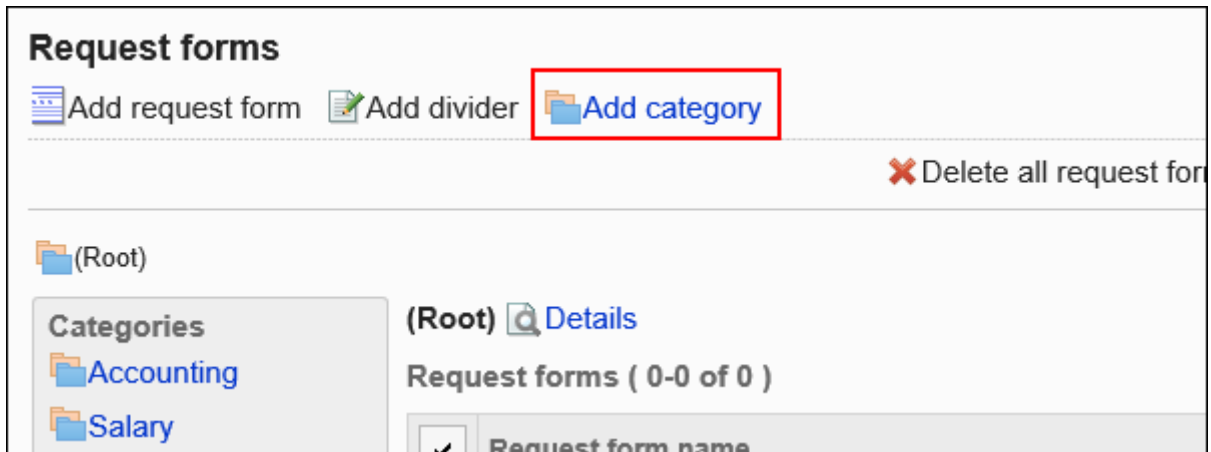 Request forms
Add request form Add divider Add category
Delete all request for
(Root)
Categories
Accounting
Salary
(Root) Details
Request forms ( 0-0 of 0 )
Request form name